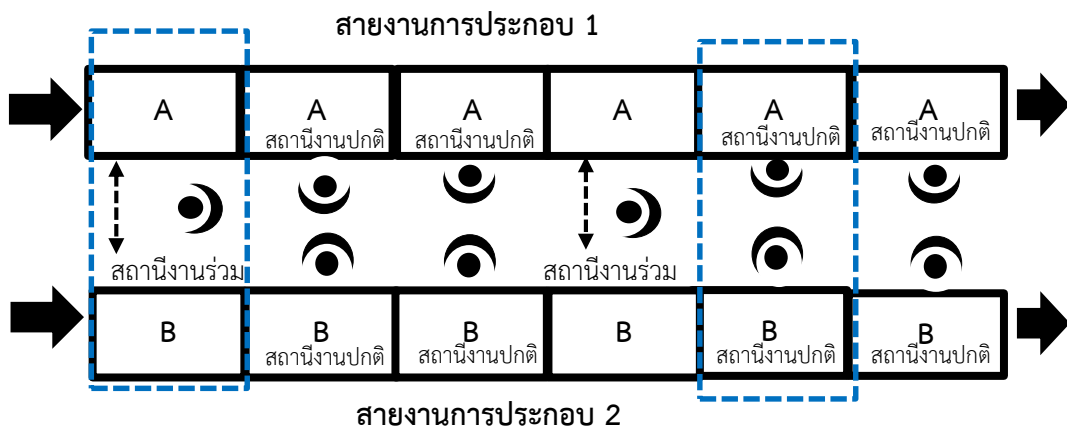 สายงานการประกอบ 1
A A A A A A
สถานีงานปกติ สถานีงานปกติ สถานีงานปกติ สถานีงานปกติ
สถานีงานร่วม สถานีงานร่วม
B B B B B B
สถานีงานปกติ สถานีงานปกติ สถานีงานปกติ สถานีงานปกติ
สายงานการประกอบ 2